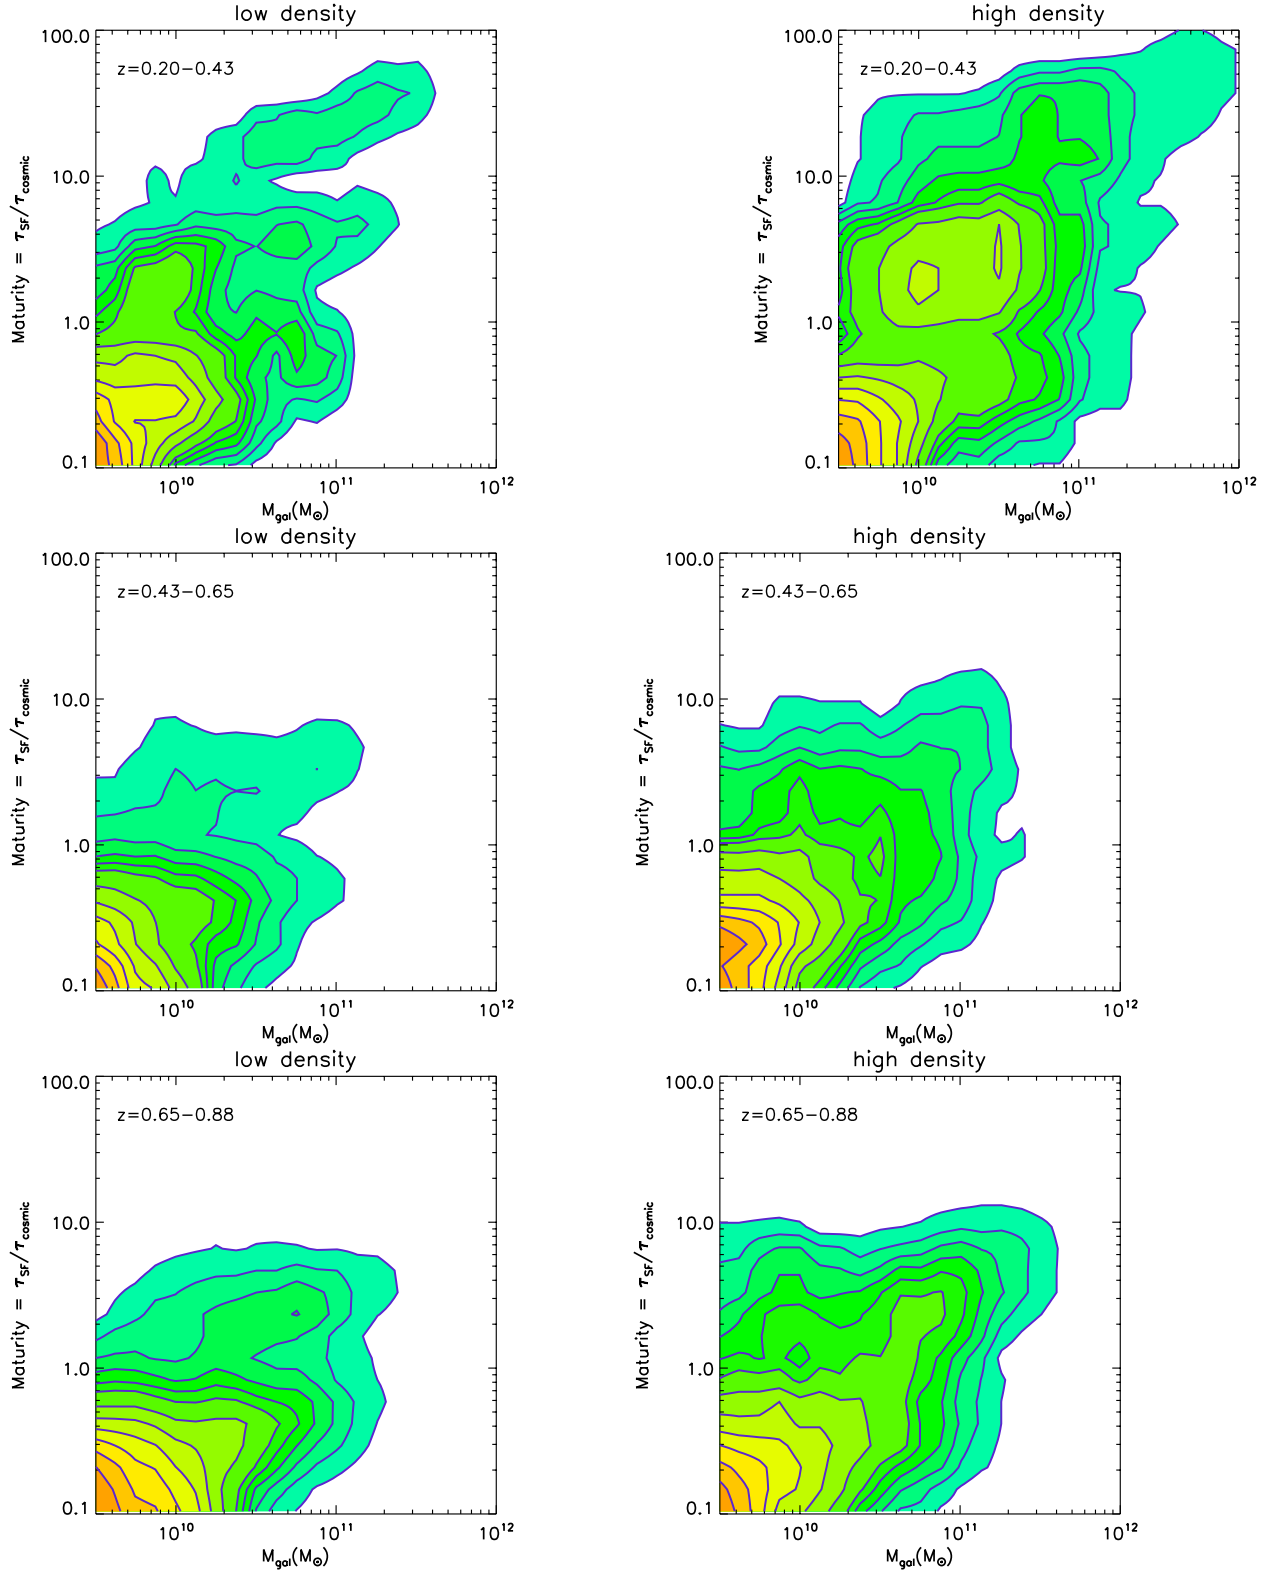 low density
high density
z=0.20−0.43
z=0.20−0.43
100.0
10.0
1.0
0.1
Maturity = τSF/τcosmic
10^10
10^11
10^12
Mgal(M⊙)
100.0
10.0
1.0
0.1
Maturity = τSF/τcosmic
10^10
10^11
10^12
Mgal(M⊙)
low density
high density
z=0.43−0.65
z=0.43−0.65
100.0
10.0
1.0
0.1
Maturity = τSF/τcosmic
10^10
10^11
10^12
Mgal(M⊙)
100.0
10.0
1.0
0.1
Maturity = τSF/τcosmic
10^10
10^11
10^12
Mgal(M⊙)
low density
high density
z=0.65−0.88
z=0.65−0.88
100.0
10.0
1.0
0.1
Maturity = τSF/τcosmic
10^10
10^11
10^12
Mgal(M⊙)
100.0
10.0
1.0
0.1
Maturity = τSF/τcosmic
10^10
10^11
10^12
Mgal(M⊙)